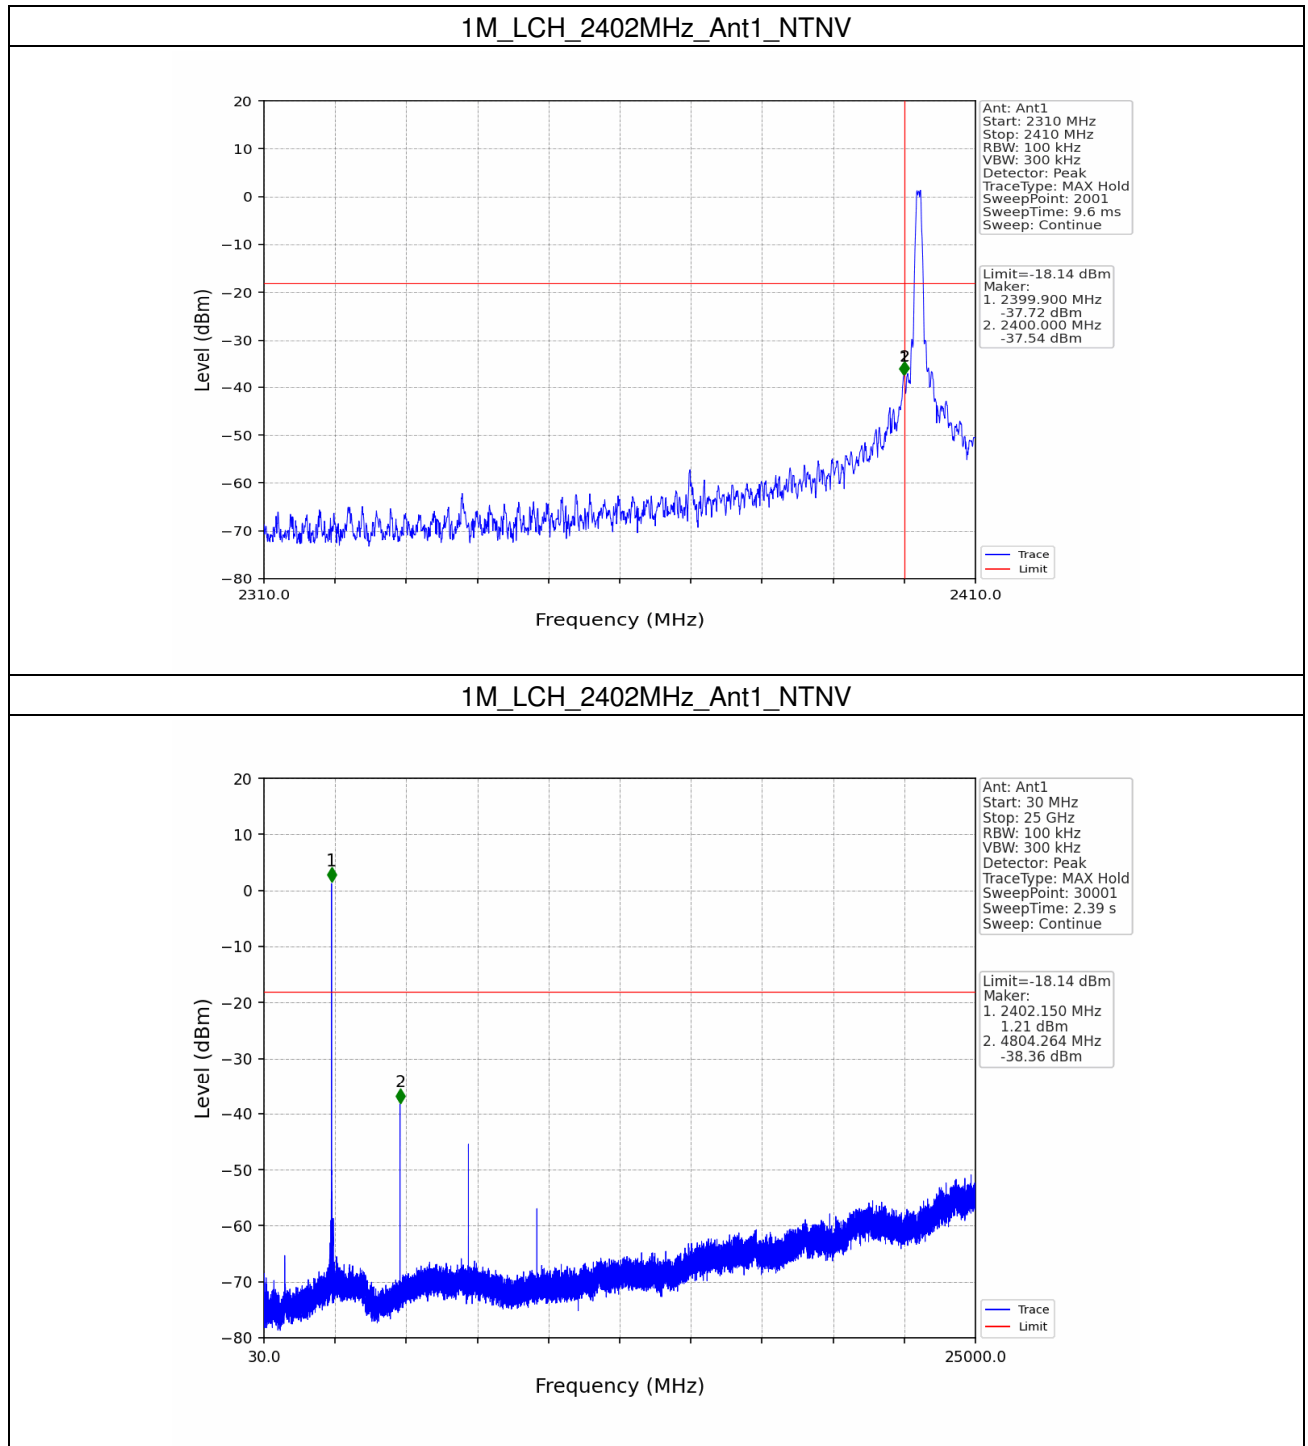 1M_LCH_2402MHz_Ant1_NTNV
20
10
0
−10
−20
−30
−40
−50
−60
−70
−80
Level (dBm)
2310.0
2410.0
Frequency (MHz)
2
Ant: Ant1
Start: 2310 MHz
Stop: 2410 MHz
RBW: 100 kHz
VBW: 300 kHz
Detector: Peak
TraceType: MAX Hold
SweepPoint: 2001
SweepTime: 9.6 ms
Sweep: Continue
Limit=-18.14 dBm
Maker:
1. 2399.900 MHz
-37.72 dBm
2. 2400.000 MHz
-37.54 dBm
Trace
Limit
1M_LCH_2402MHz_Ant1_NTNV
20
10
0
−10
−20
−30
−40
−50
−60
−70
−80
Level (dBm)
30.0
25000.0
Frequency (MHz)
1
2
Ant: Ant1
Start: 30 MHz
Stop: 25 GHz
RBW: 100 kHz
VBW: 300 kHz
Detector: Peak
TraceType: MAX Hold
SweepPoint: 30001
SweepTime: 2.39 s
Sweep: Continue
Limit=-18.14 dBm
Maker:
1. 2402.150 MHz
1.21 dBm
2. 4804.264 MHz
-38.36 dBm
Trace
Limit